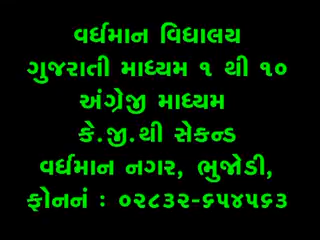 વર્ધમાન વિધાલય
ગુજરાતી માધ્યમ ૧ થી ૧૦
અંગ્રેજી માધ્યમ
કે.જી.થી સેકન્ડ
વર્ધમાન નગર, ભુજોડી,
ફોનનં : ૦૨૮૩૨-૬૫૪૫૬૩